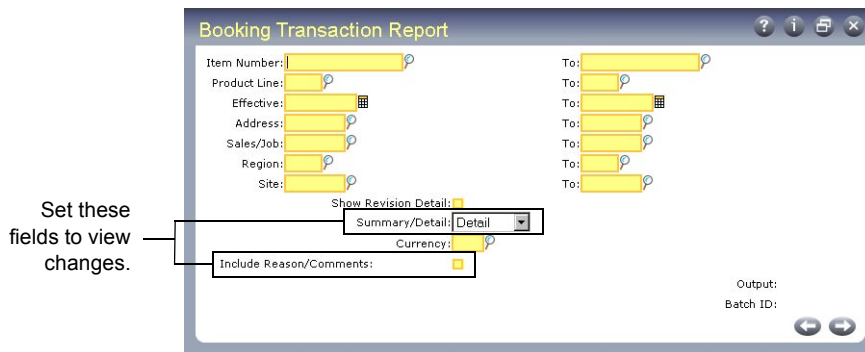 Booking Transaction Report
Item Number: To:
Product Line: To:
Effective: To:
Address: To:
Sales/Job: To:
Region: To:
Site: To:
Show Revision Detail:
Summary/Detail: Detail
Currency:
Include Reason/Comments:
Output:
Batch ID:
Set these
fields to view
changes.